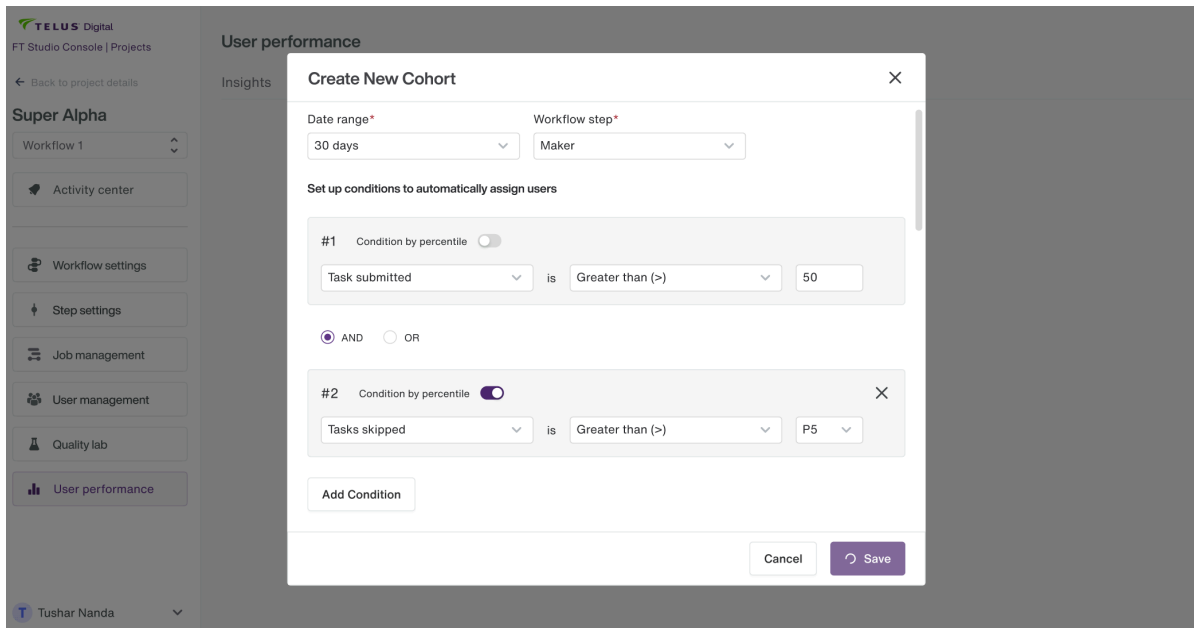 TELUS Digital
FT Studio Console | Projects
Back to project details
Super Alpha
Workflow 1
Activity center
Workflow settings
Step settings
Job management
User management
Quality lab
User performance
T Tushar Nanda
User performance
Insights
Create New Cohort
Date range* Workflow step*
30 days Maker
Set up conditions to automatically assign users
#1 Condition by percentile
Task submitted is Greater than (>) 50
AND OR
#2 Condition by percentile
Tasks skipped is Greater than (>) P5
Add Condition
Cancel Save